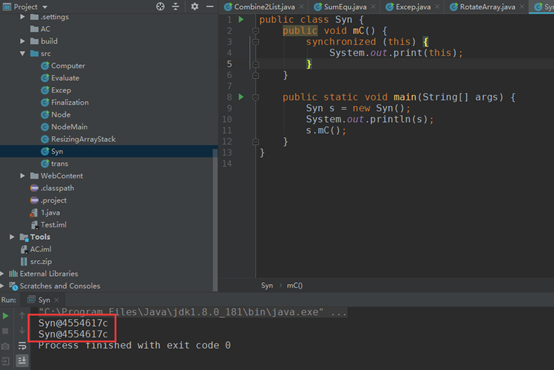 Project
Combine2List.java
SumEqu.java
Excep.java
RotateArray.java
.settings
AC
build
src
Computer
Evaluate
Excep
Finalization
Node
NodeMain
ResizingArrayStack
Syn
trans
WebContent
.classpath
.project
1.java
Test.iml
Tools
AC.iml
src.zip
External Libraries
Scratches and Consoles
1 public class Syn {
2 public void mC() {
3 synchronized (this) {
4 System.out.print(this);
5 }
6 }
7
8 public static void main(String[] args) {
9 Syn s = new Syn();
10 System.out.println(s);
11 s.mC();
12 }
13 }
14
Syn › mC()
Run: Syn
"C:\Program Files\Java\jdk1.8.0_181\bin\java.exe" ...
Syn@4554617c
Syn@4554617c
Process finished with exit code 0